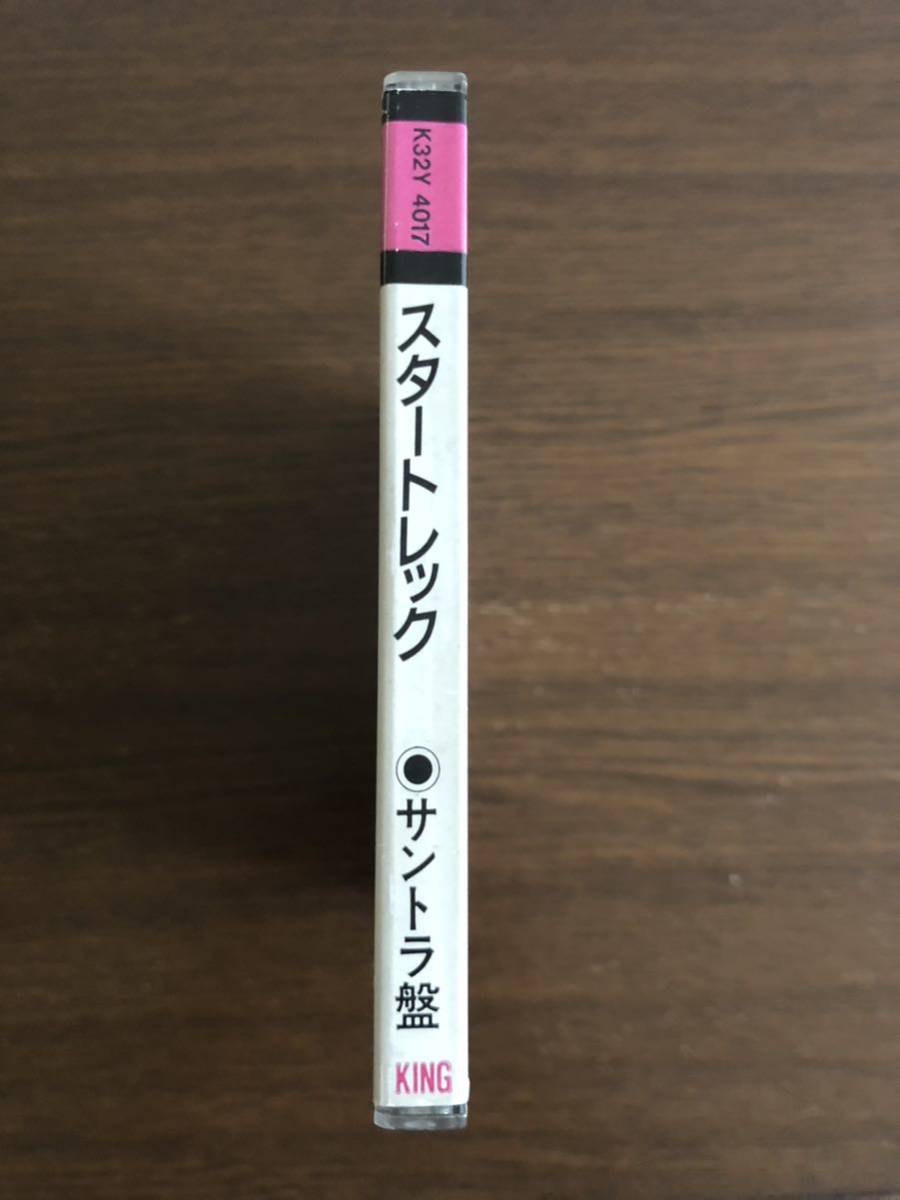 K32Y 4017
スタートレック
◉サントラ盤
KING